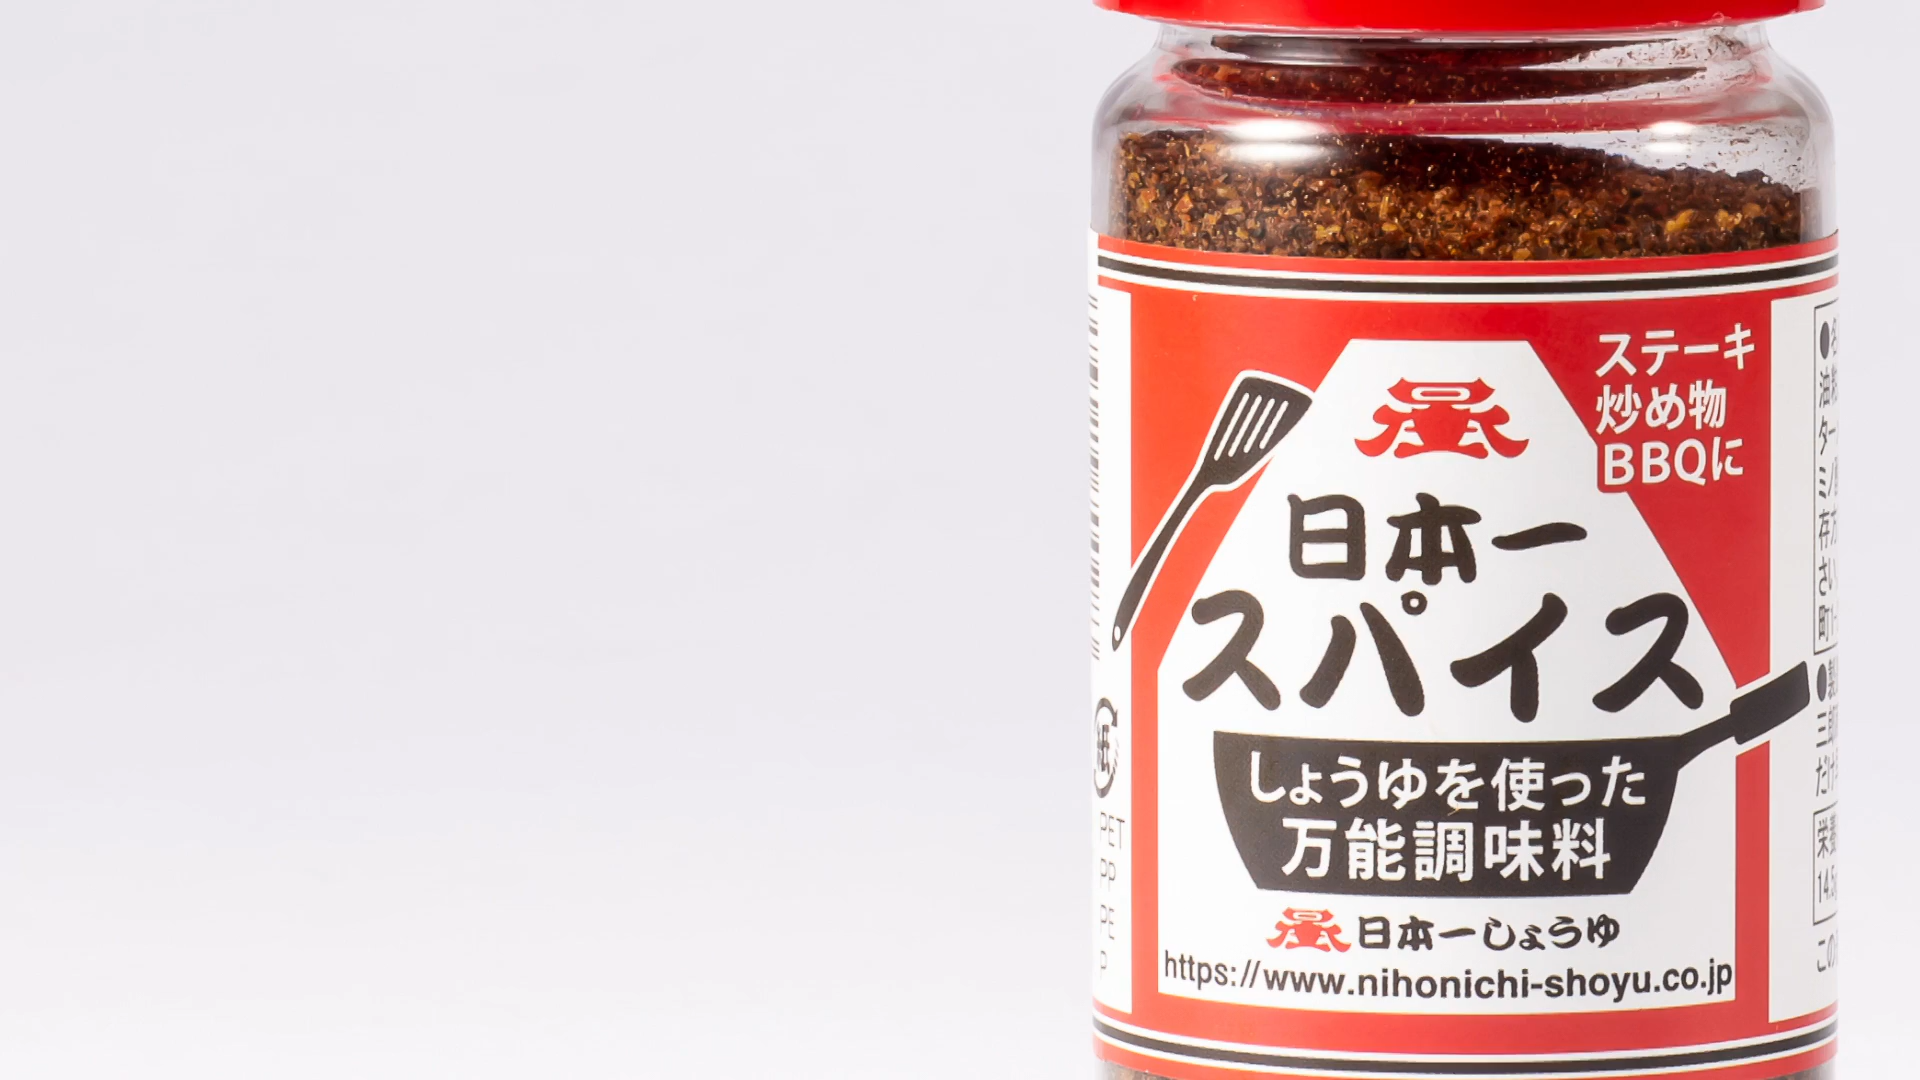 ステーキ
炒め物
BBQに
日本一
スパイス
しょうゆを使った
万能調味料
日本一しょうゆ
https://www.nihonichi-shoyu.co.jp
紙
PET
PP
PE
P